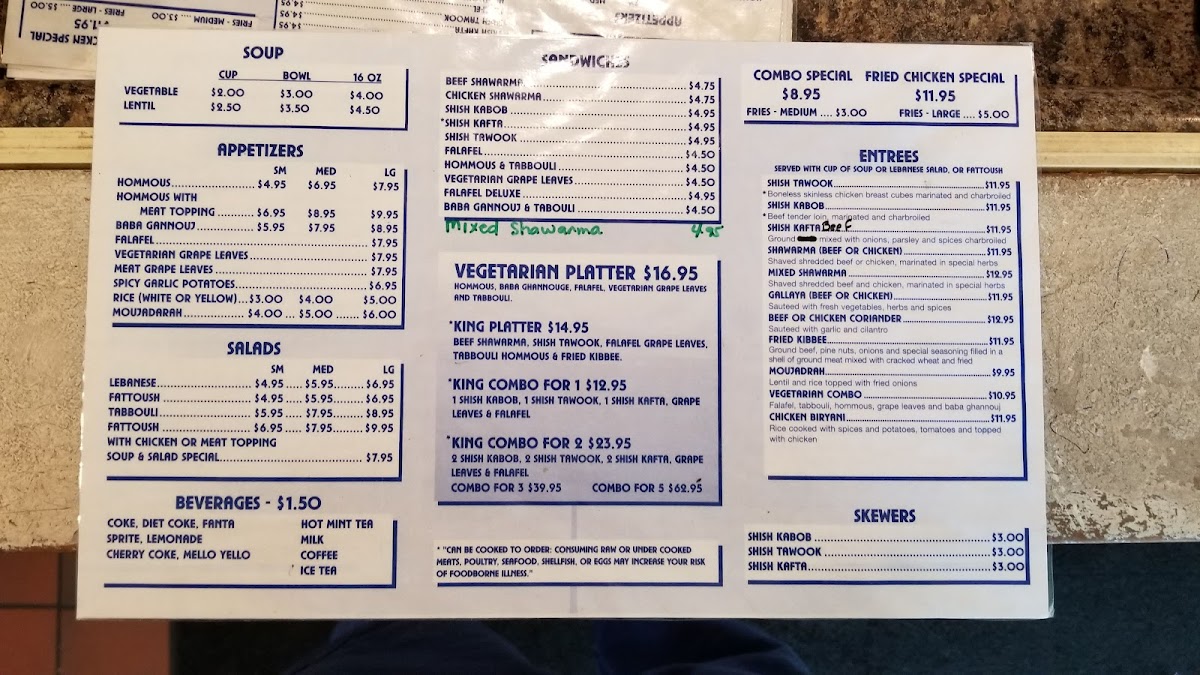 SOUP
CUP BOWL 16 OZ
VEGETABLE $2.00 $3.00 $4.00
LENTIL $2.50 $3.50 $4.50
APPETIZERS
SM MED LG
HOMMOUS $4.95 $6.95 $7.95
HOMMOUS WITH
MEAT TOPPING $6.95 $8.95 $9.95
BABA GANNOUJ $5.95 $7.95 $8.95
FALAFEL $7.95
VEGETARIAN GRAPE LEAVES $7.95
MEAT GRAPE LEAVES $7.95
SPICY GARLIC POTATOES $6.95
RICE (WHITE OR YELLOW) $3.00 $4.00 $5.00
MOUJADARAH $4.00 $5.00 $6.00
SALADS
SM MED LG
LEBANESE $4.95 $5.95 $6.95
FATTOUSH $4.95 $5.95 $6.95
TABBOULI $5.95 $7.95 $8.95
FATTOUSH $6.95 $7.95 $9.95
WITH CHICKEN OR MEAT TOPPING
SOUP & SALAD SPECIAL $7.95
BEVERAGES - $1.50
COKE, DIET COKE, FANTA HOT MINT TEA
SPRITE, LEMONADE MILK
CHERRY COKE, MELLO YELLO COFFEE
ICE TEA
SANDWICHES
BEEF SHAWARMA $4.75
CHICKEN SHAWARMA $4.75
SHISH KABOB $4.95
*SHISH KAFTA $4.95
SHISH TAWOOK $4.95
FALAFEL $4.50
HOMMOUS & TABBOULI $4.50
VEGETARIAN GRAPE LEAVES $4.50
FALAFEL DELUXE $4.95
BABA GANNOUJ & TABOULI $4.50
Mixed Shawarma 4.95
VEGETARIAN PLATTER $16.95
HOMMOUS, BABA GHANNOUGE, FALAFEL, VEGETARIAN GRAPE LEAVES
AND TABBOULI.
*KING PLATTER $14.95
BEEF SHAWARMA, SHISH TAWOOK, FALAFEL GRAPE LEAVES,
TABBOULI HOMMOUS & FRIED KIBBEE.
*KING COMBO FOR 1 $12.95
1 SHISH KABOB, 1 SHISH TAWOOK, 1 SHISH KAFTA, GRAPE
LEAVES & FALAFEL
*KING COMBO FOR 2 $23.95
2 SHISH KABOB, 2 SHISH TAWOOK, 2 SHISH KAFTA, GRAPE
LEAVES & FALAFEL
COMBO FOR 3 $39.95 COMBO FOR 5 $62.95
* "CAN BE COOKED TO ORDER: CONSUMING RAW OR UNDER COOKED
MEATS, POULTRY, SEAFOOD, SHELLFISH, OR EGGS MAY INCREASE YOUR RISK
OF FOODBORNE ILLNESS."
COMBO SPECIAL FRIED CHICKEN SPECIAL
$8.95 $11.95
FRIES - MEDIUM .... $3.00 FRIES - LARGE .... $5.00
ENTREES
SERVED WITH CUP OF SOUP OR LEBANESE SALAD, OR FATTOUSH
SHISH TAWOOK $11.95
*Boneless skinless chicken breast cubes marinated and charbroiled
SHISH KABOB $11.95
*Beef tender loin, marinated and charbroiled
SHISH KAFTA Beef $11.95
Ground mixed with onions, parsley and spices charbroiled
SHAWARMA (BEEF OR CHICKEN) $11.95
Shaved shredded beef or chicken, marinated in special herbs
MIXED SHAWARMA $12.95
Shaved shredded beef and chicken, marinated in special herbs
GALLAYA (BEEF OR CHICKEN) $11.95
Sauteed with fresh vegetables, herbs and spices
BEEF OR CHICKEN CORIANDER $12.95
Sauteed with garlic and cilantro
FRIED KIBBEE $11.95
Ground beef, pine nuts, onions and special seasoning filled in a
shell of ground meat mixed with cracked wheat and fried
MOUJADRAH $9.95
Lentil and rice topped with fried onions
VEGETARIAN COMBO $10.95
Falafel, tabbouli, hommous, grape leaves and baba ghannouj
CHICKEN BIRYANI $11.95
Rice cooked with spices and potatoes, tomatoes and topped
with chicken
SKEWERS
SHISH KABOB $3.00
SHISH TAWOOK $3.00
SHISH KAFTA $3.00